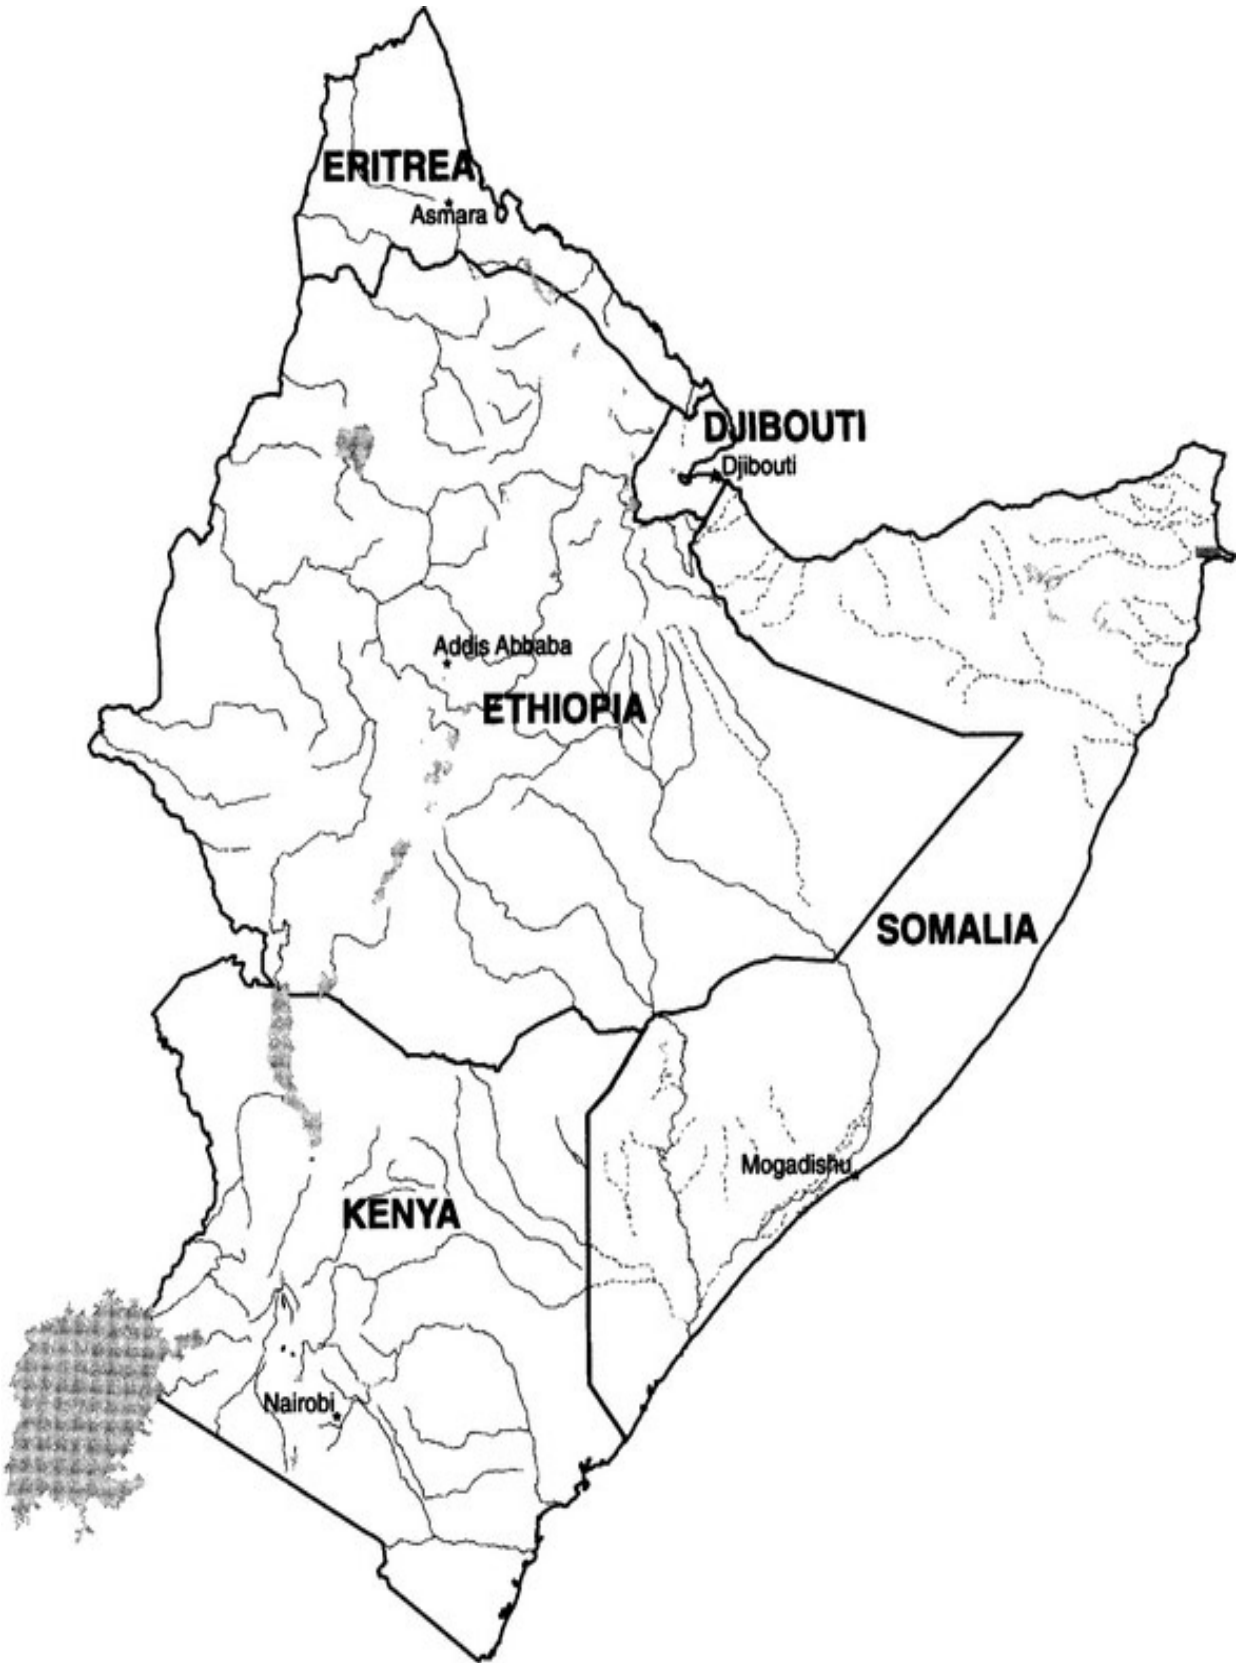 ERITREA
Asmara
DJIBOUTI
Djibouti
Addis Abbaba
ETHIOPIA
SOMALIA
Mogadishu
KENYA
Nairobi